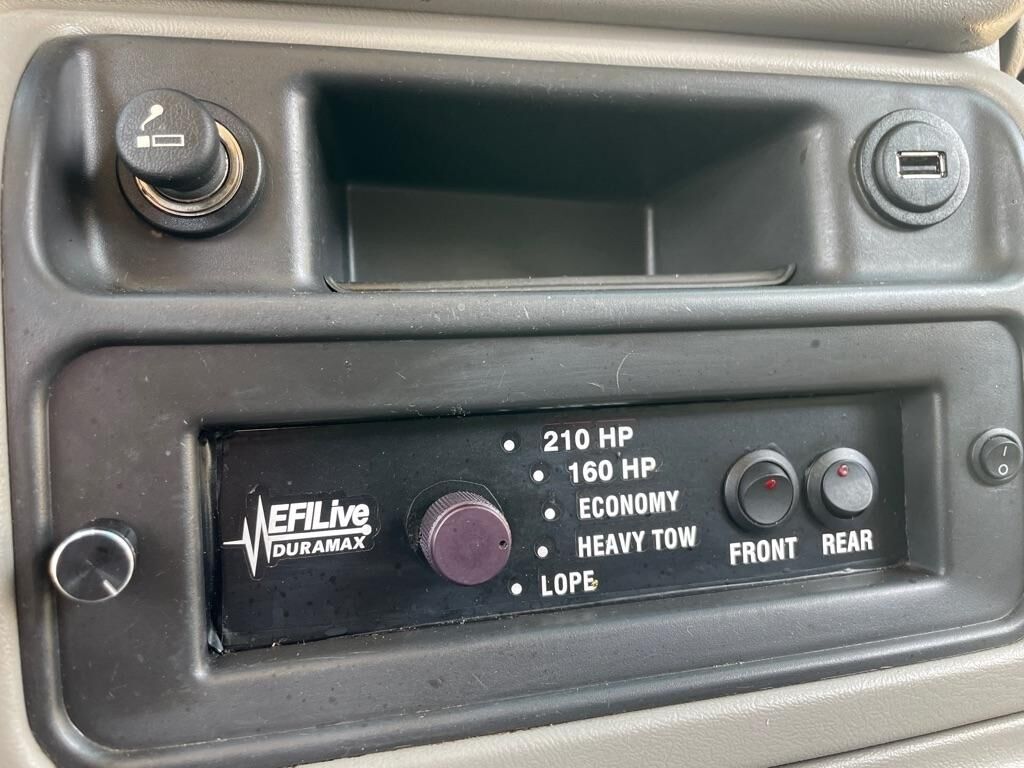 210 HP
160 HP
ECONOMY
HEAVY TOW
LOPE
EFILive
DURAMAX
FRONT
REAR
I
O